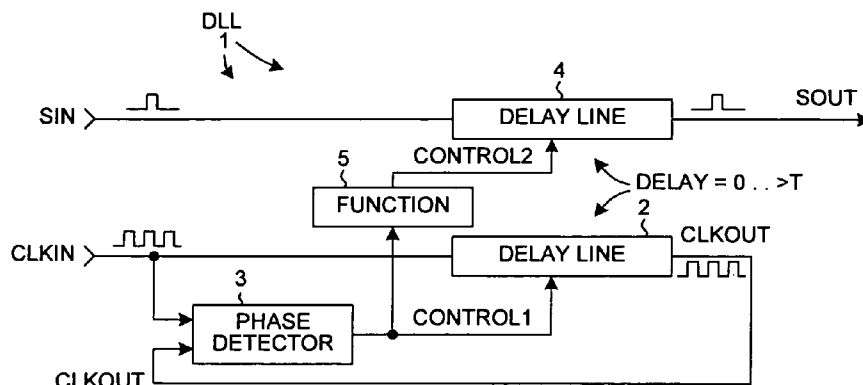 DLL
1
4
SIN
DELAY LINE
SOUT
CONTROL2
5
FUNCTION
DELAY = 0 . . >T
2
CLKIN
DELAY LINE
CLKOUT
3
PHASE
DETECTOR
CONTROL1
CLKOUT